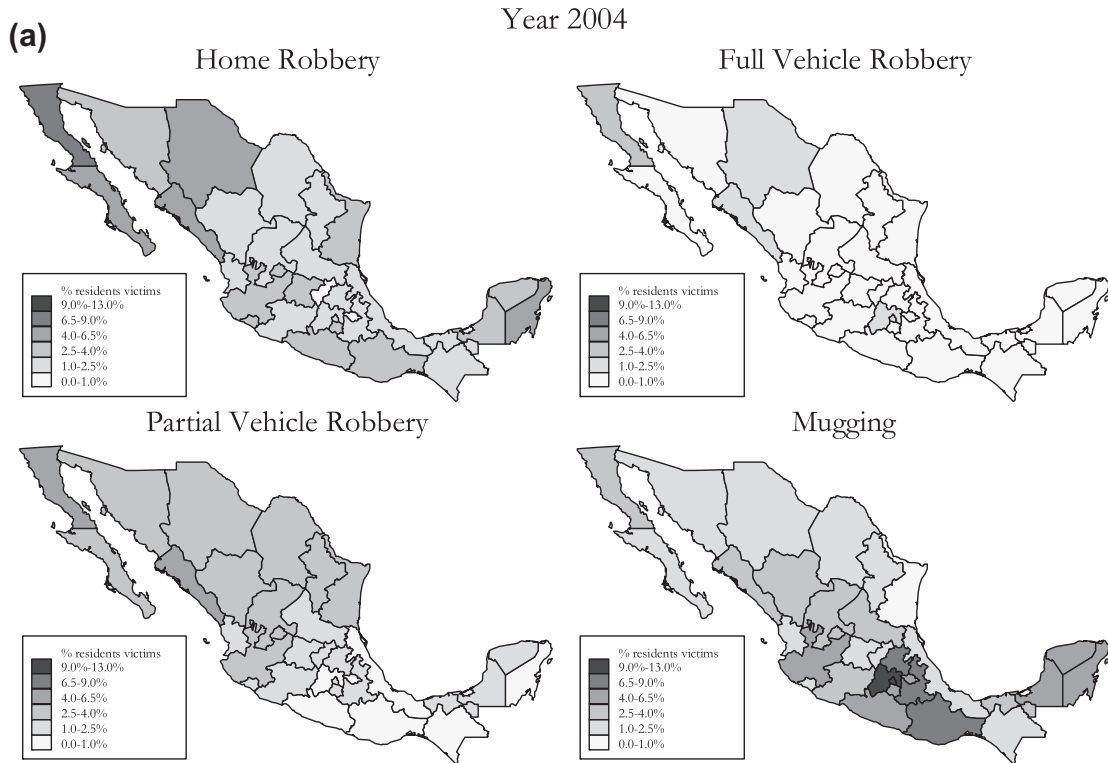 Year 2004
(a)
Home Robbery
Full Vehicle Robbery
% residents victims
9.0%-13.0%
6.5-9.0%
4.0-6.5%
2.5-4.0%
1.0-2.5%
0.0-1.0%
% residents victims
9.0%-13.0%
6.5-9.0%
4.0-6.5%
2.5-4.0%
1.0-2.5%
0.0-1.0%
Partial Vehicle Robbery
Mugging
% residents victims
9.0%-13.0%
6.5-9.0%
4.0-6.5%
2.5-4.0%
1.0-2.5%
0.0-1.0%
% residents victims
9.0%-13.0%
6.5-9.0%
4.0-6.5%
2.5-4.0%
1.0-2.5%
0.0-1.0%